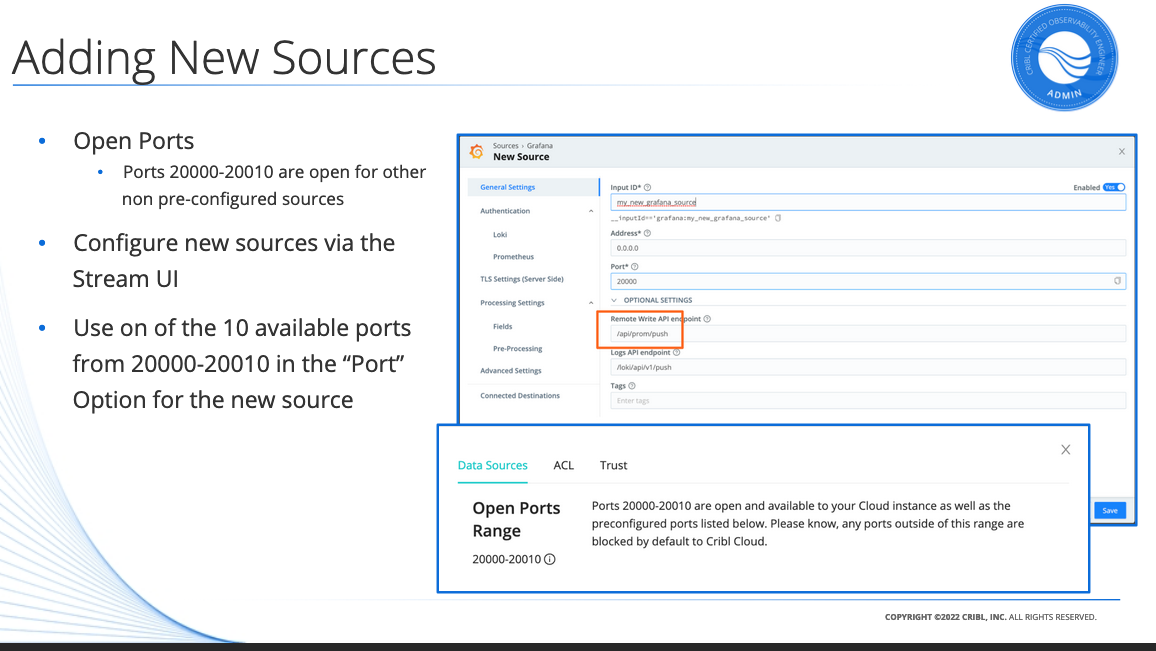 Adding New Sources
CRIBL CERTIFIED OBSERVABILITY ENGINEER
ADMIN
• Open Ports
• Ports 20000-20010 are open for other
non pre-configured sources
• Configure new sources via the
Stream UI
• Use on of the 10 available ports
from 20000-20010 in the “Port”
Option for the new source
Sources › Grafana
New Source
General Settings
Authentication
Loki
Prometheus
TLS Settings (Server Side)
Processing Settings
Fields
Pre-Processing
Advanced Settings
Connected Destinations
Input ID*
Enabled Yes
my_new_grafana_source
__inputId=='grafana:my_new_grafana_source'
Address*
0.0.0.0
Port*
20000
OPTIONAL SETTINGS
Remote Write API endpoint
/api/prom/push
Logs API endpoint
/loki/api/v1/push
Tags
Enter tags
Save
Data Sources ACL Trust
Open Ports
Range
20000-20010
Ports 20000-20010 are open and available to your Cloud instance as well as the
preconfigured ports listed below. Please know, any ports outside of this range are
blocked by default to Cribl Cloud.
COPYRIGHT ©2022 CRIBL, INC. ALL RIGHTS RESERVED.